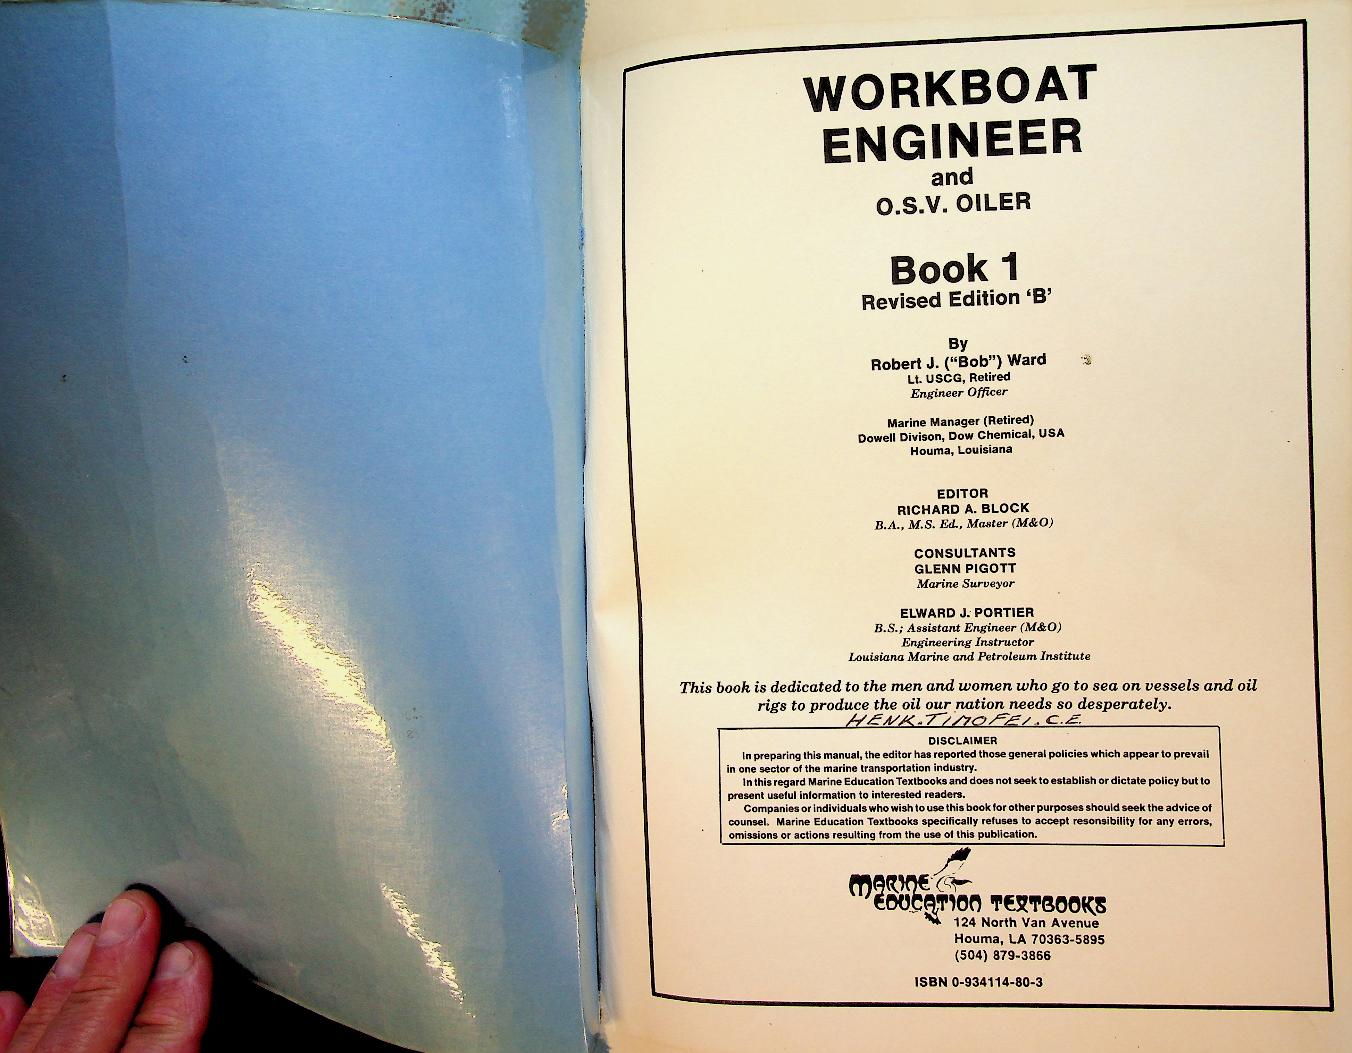 WORKBOAT
ENGINEER
and
O.S.V. OILER
Book 1
Revised Edition ‘B’
By
Robert J. (“Bob”) Ward
Lt. USCG, Retired
Engineer Officer
Marine Manager (Retired)
Dowell Divison, Dow Chemical, USA
Houma, Louisiana
EDITOR
RICHARD A. BLOCK
B.A., M.S. Ed., Master (M&O)
CONSULTANTS
GLENN PIGOTT
Marine Surveyor
ELWARD J. PORTIER
B.S.; Assistant Engineer (M&O)
Engineering Instructor
Louisiana Marine and Petroleum Institute
This book is dedicated to the men and women who go to sea on vessels and oil
rigs to produce the oil our nation needs so desperately.
HENK.TIMOFEI.C.E.
DISCLAIMER
In preparing this manual, the editor has reported those general policies which appear to prevail
in one sector of the marine transportation industry.
In this regard Marine Education Textbooks and does not seek to establish or dictate policy but to
present useful information to interested readers.
Companies or individuals who wish to use this book for other purposes should seek the advice of
counsel. Marine Education Textbooks specifically refuses to accept resonsibility for any errors,
omissions or actions resulting from the use of this publication.
MARINE
EDUCATION TEXTBOOKS
124 North Van Avenue
Houma, LA 70363-5895
(504) 879-3866
ISBN 0-934114-80-3